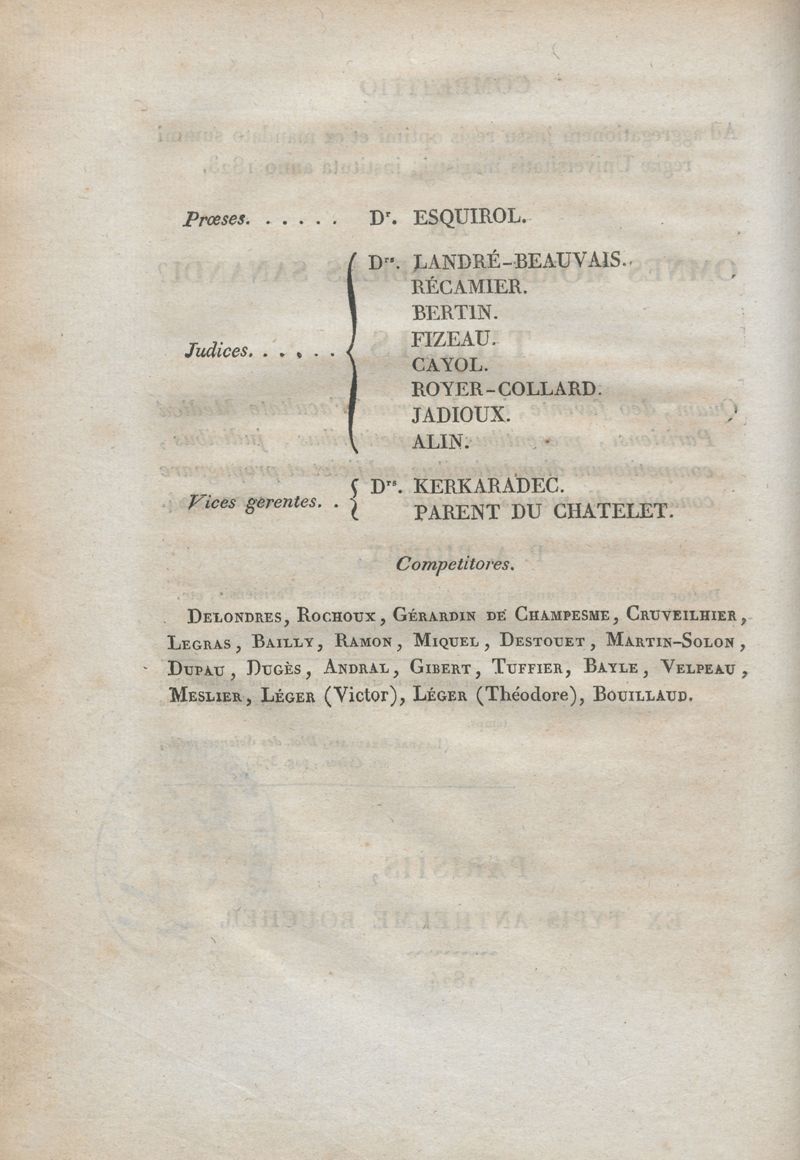 Præses. . . . . . Dr. ESQUIROL.
Drs. LANDRÉ-BEAUVAIS.
RÉCAMIER.
BERTIN.
FIZEAU.
Judices. . . . . .
CAYOL.
ROYER-COLLARD.
JADIOUX.
ALIN.
Drs. KERKARADEC.
Vices gerentes. .
PARENT DU CHATELET.
Competitores.
DELONDRES, ROCHOUX, GÉRARDIN DE CHAMPESME, CRUVEILHIER,
LEGRAS, BAILLY, RAMON, MIQUEL, DESTOUET, MARTIN-SOLON,
DUPAU, DUGÈS, ANDRAL, GIBERT, TUFFIER, BAYLE, VELPEAU,
MESLIER, LÉGER (Victor), LÉGER (Théodore), BOUILLAUD.